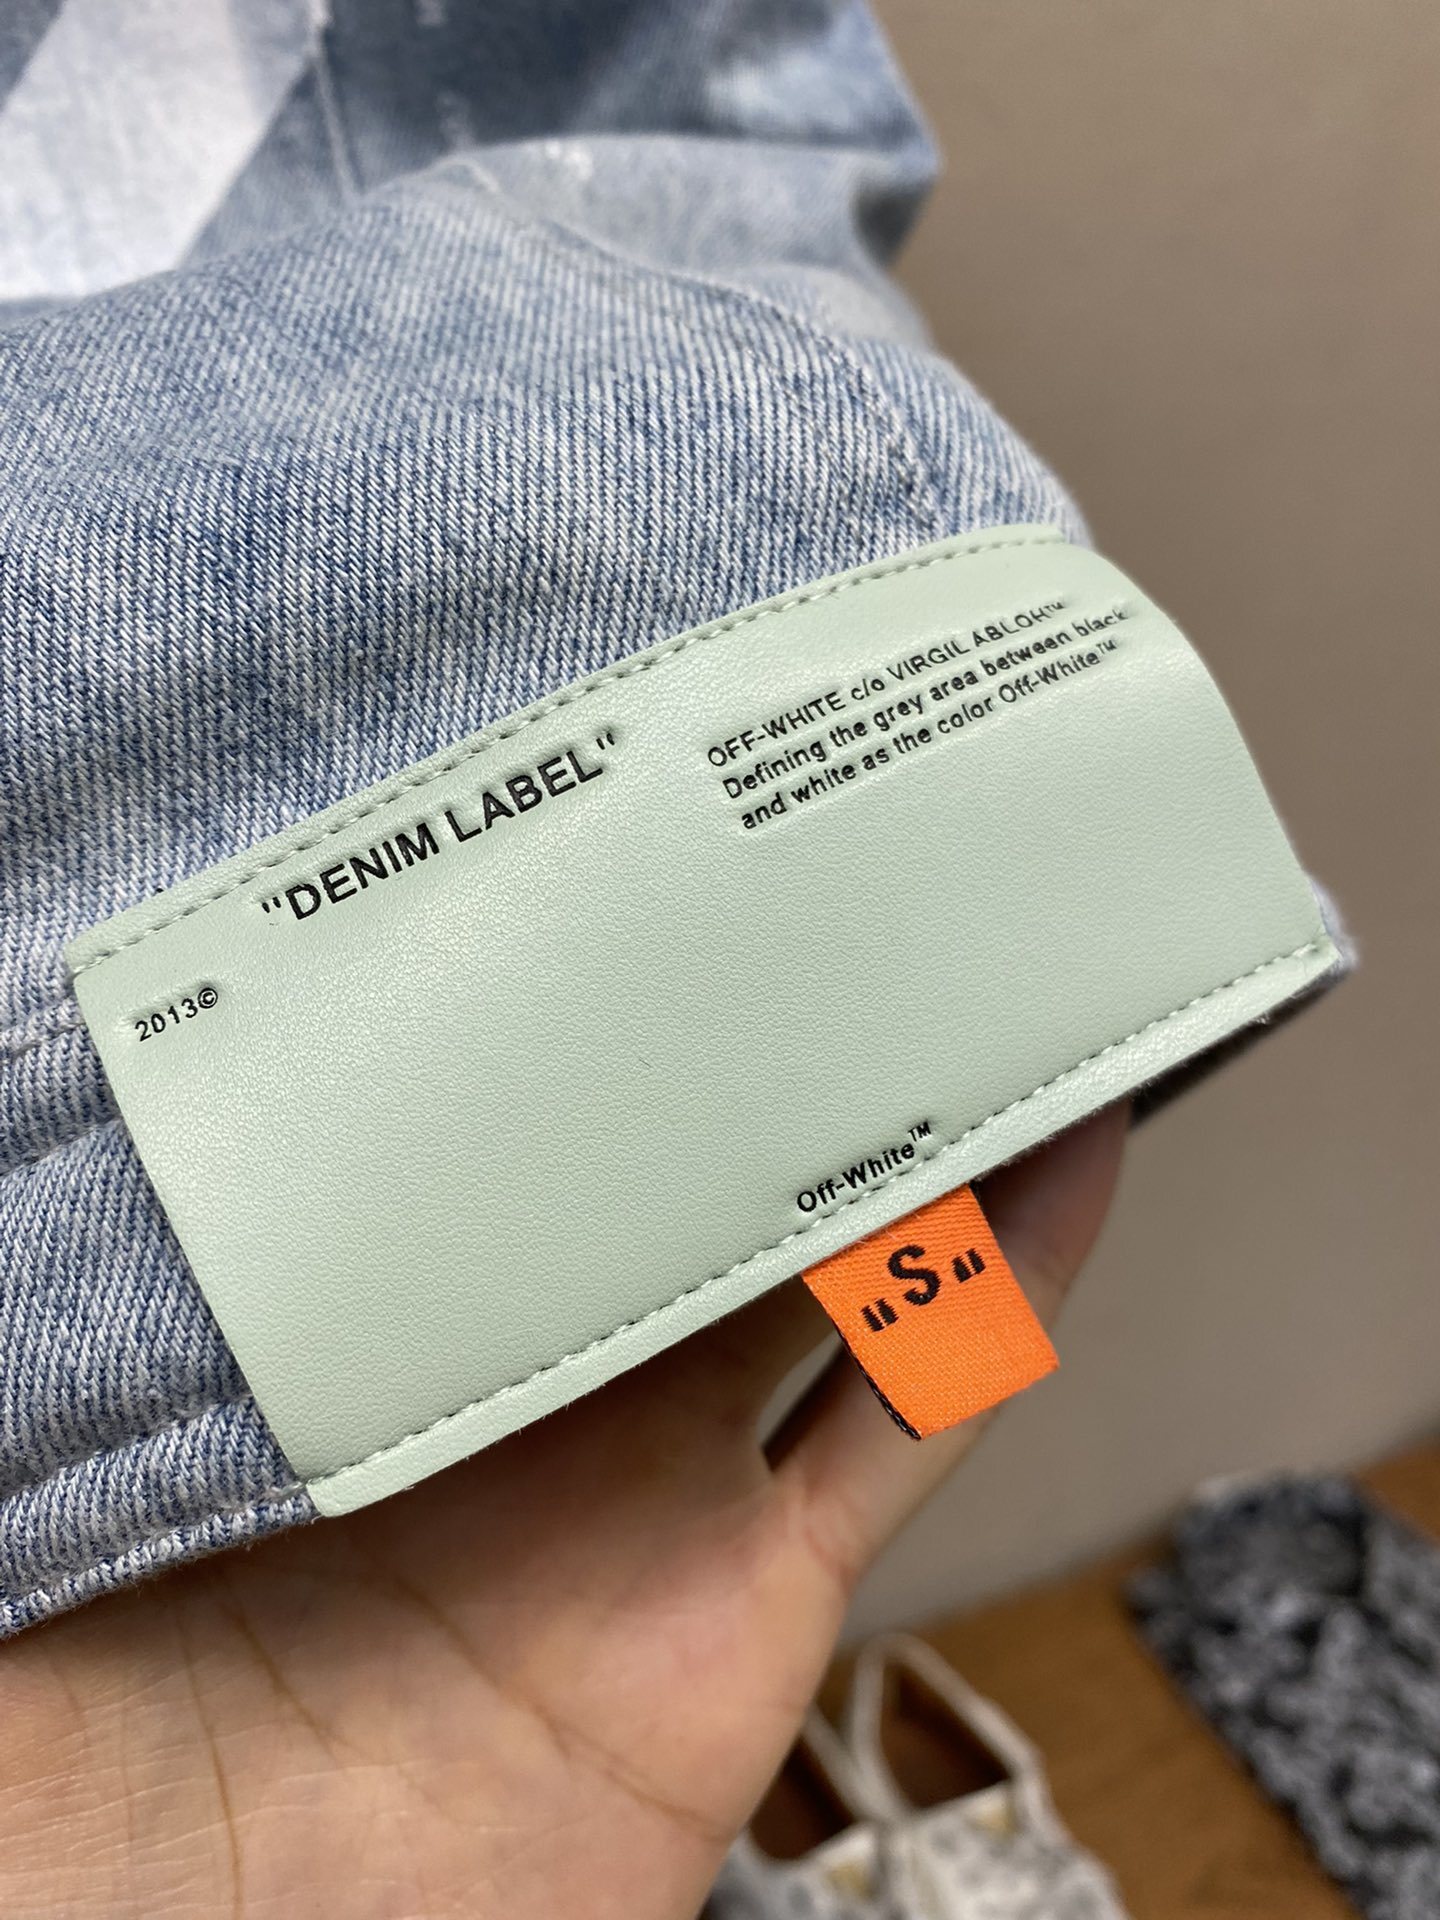 "DENIM LABEL"
OFF-WHITE c/o VIRGIL ABLOH™
Defining the grey area between black
and white as the color Off-White™
2013©
Off-White™
"S"